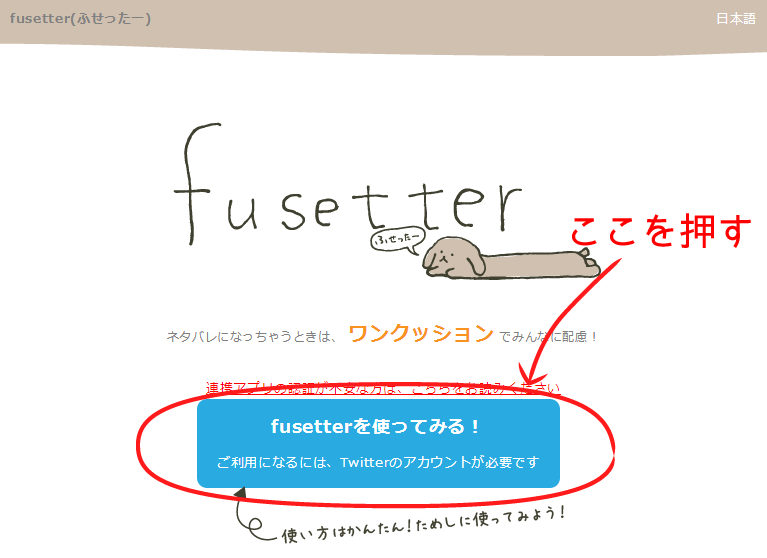 fusetter(ふせったー)
日本語
fusetter
ふせったー
ここを押す
ネタバレになっちゃうときは、 ワンクッション でみんなに配慮！
連携アプリの認証が不安な方は、こちらをお読みください
fusetterを使ってみる！
ご利用になるには、Twitterのアカウントが必要です
使い方はかんたん！ためしに使ってみよう！